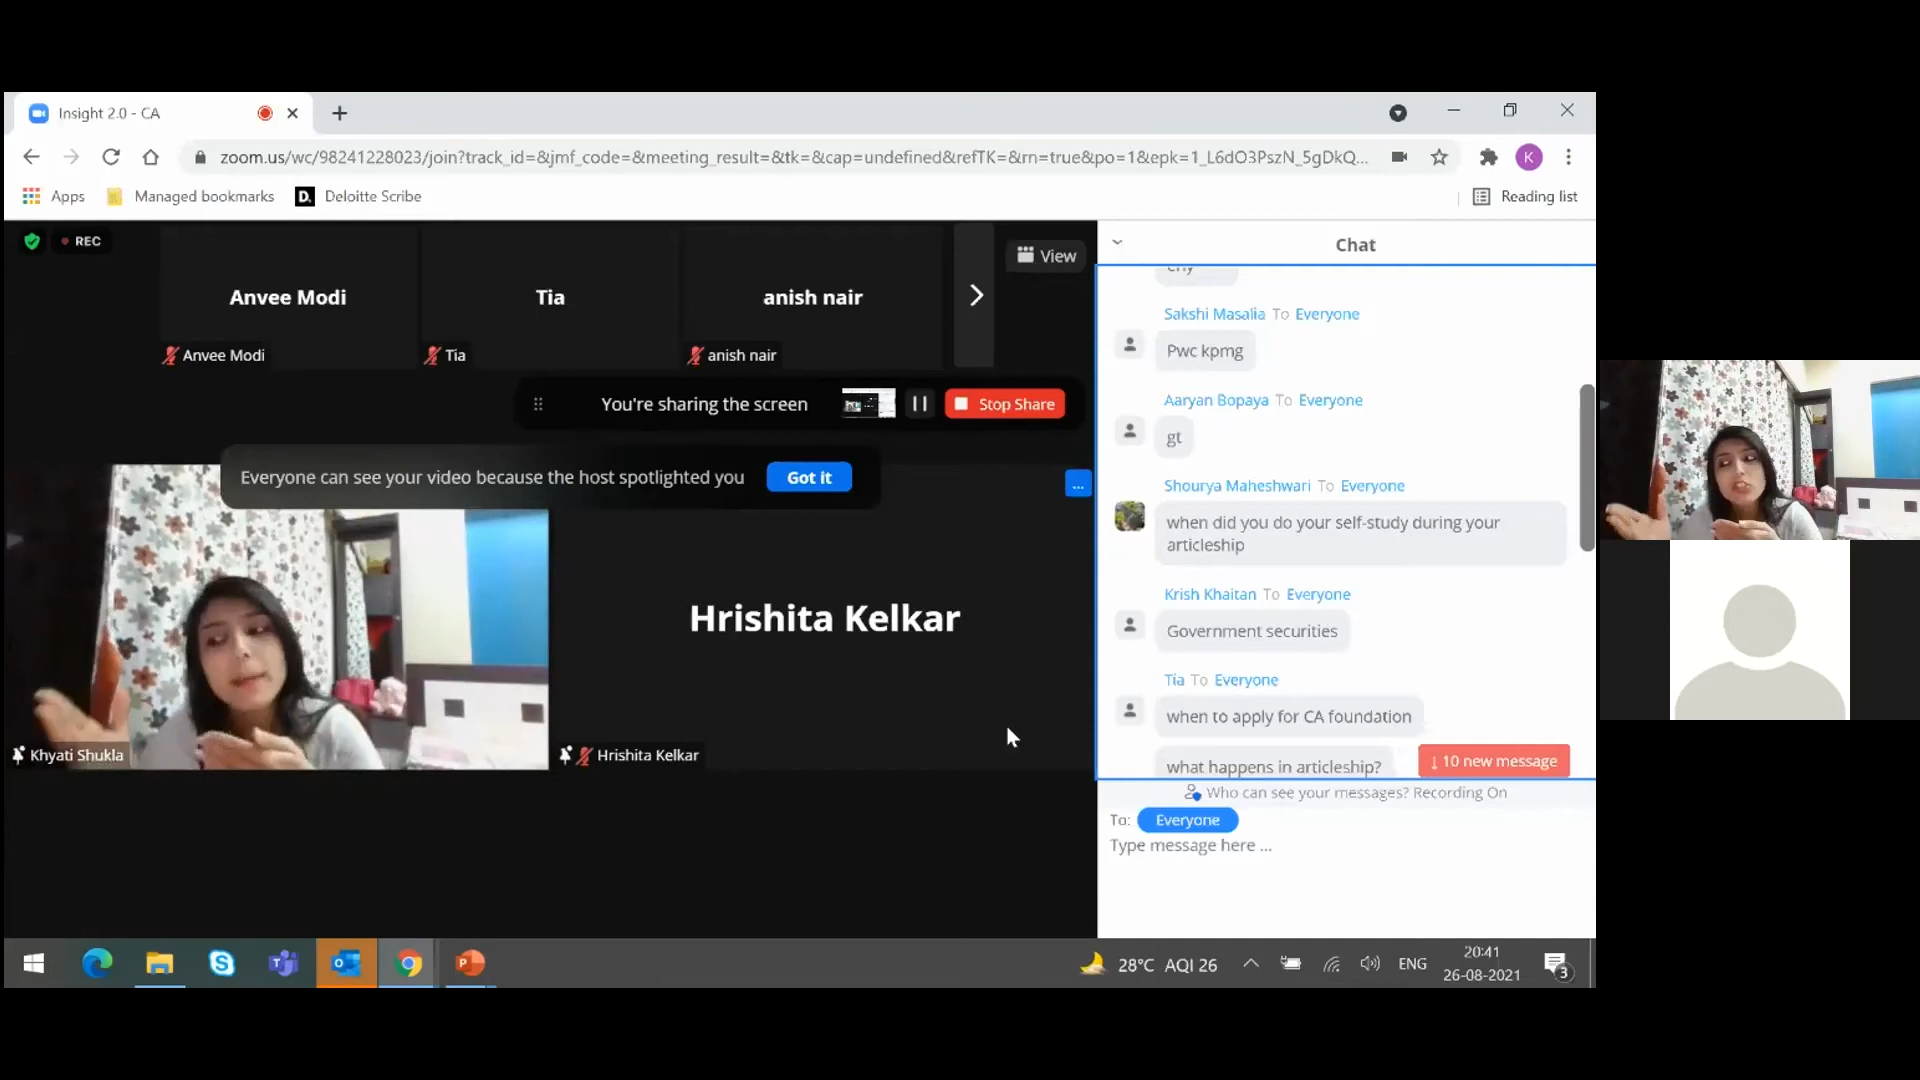 Insight 2.0 - CA
zoom.us/wc/98241228023/join?track_id=&jmf_code=&meeting_result=&tk=&cap=undefined&refTK=&rn=true&po=1&epk=1_L6dO3PszN_5gDkQ...
K
Apps
Managed bookmarks
D.
Deloitte Scribe
Reading list
REC
Anvee Modi
Tia
anish nair
View
Anvee Modi
Tia
anish nair
You're sharing the screen
Stop Share
Everyone can see your video because the host spotlighted you
Got it
...
Hrishita Kelkar
Khyati Shukla
Hrishita Kelkar
Chat
Sakshi Masalia To Everyone
Pwc kpmg
Aaryan Bopaya To Everyone
gt
Shourya Maheshwari To Everyone
when did you do your self-study during your
articleship
Krish Khaitan To Everyone
Government securities
Tia To Everyone
when to apply for CA foundation
what happens in articleship?
↓ 10 new message
Who can see your messages? Recording On
To: Everyone
Type message here ...
28°C AQI 26
ENG
20:41
26-08-2021
3